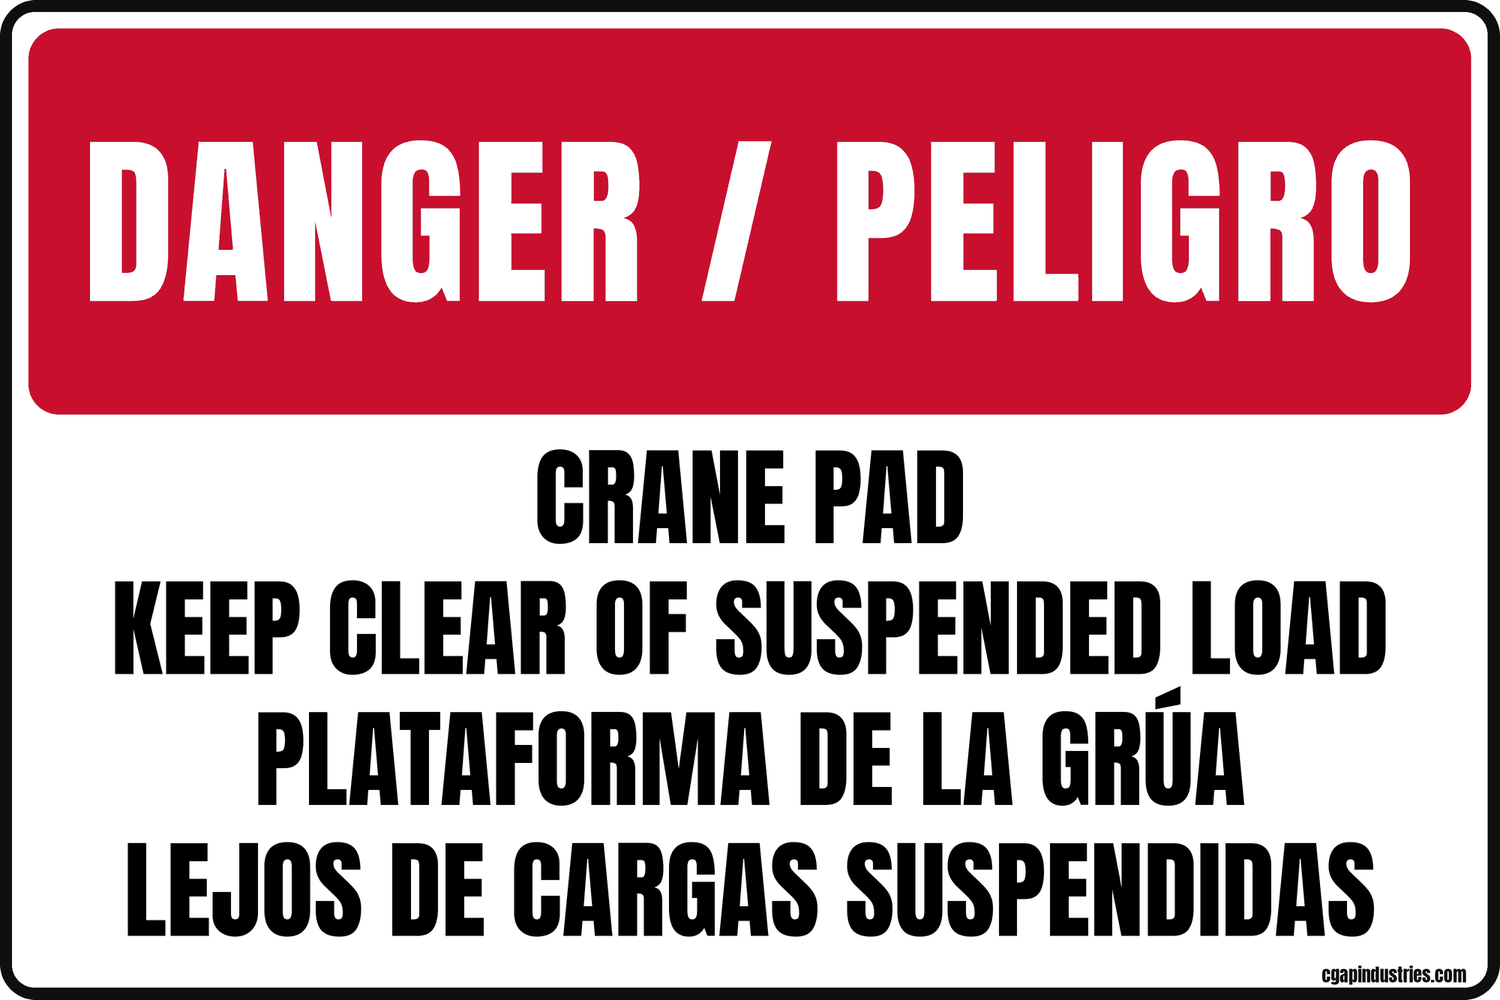 DANGER / PELIGRO
CRANE PAD
KEEP CLEAR OF SUSPENDED LOAD
PLATAFORMA DE LA GRÚA
LEJOS DE CARGAS SUSPENDIDAS
cgapindustries.com